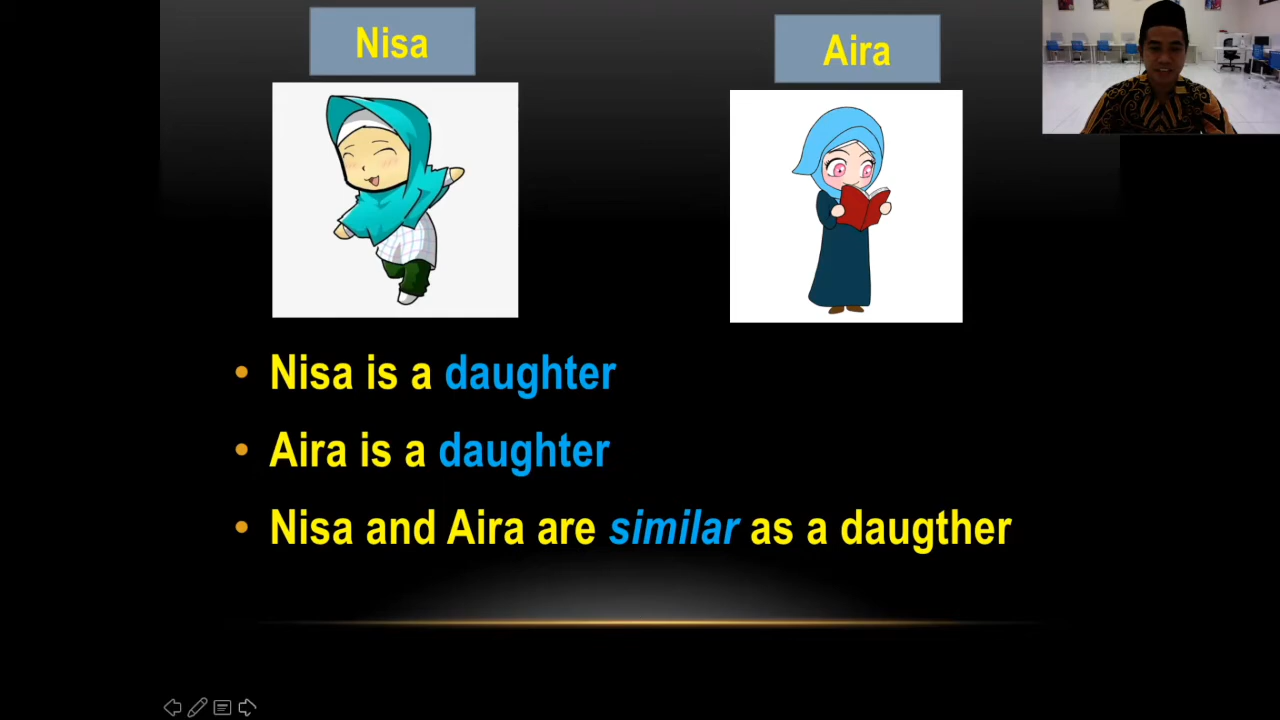 Nisa
Aira
Nisa is a daughter
Aira is a daughter
Nisa and Aira are similar as a daugther